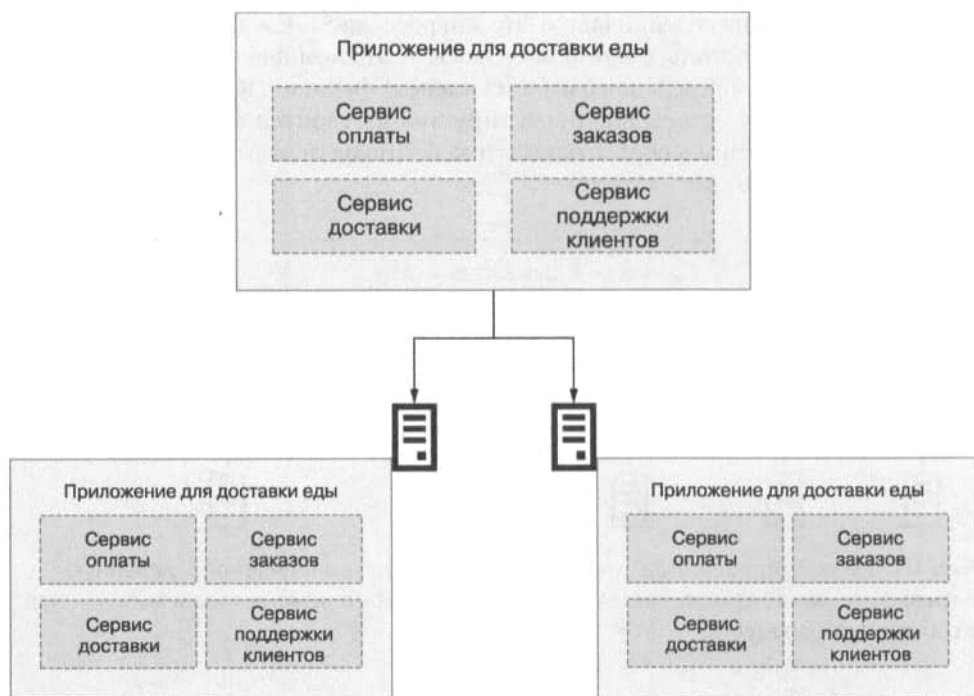 Приложение для доставки еды
Сервис
оплаты
Сервис
заказов
Сервис
доставки
Сервис
поддержки
клиентов
Приложение для доставки еды
Сервис
оплаты
Сервис
заказов
Сервис
доставки
Сервис
поддержки
клиентов
Приложение для доставки еды
Сервис
оплаты
Сервис
заказов
Сервис
доставки
Сервис
поддержки
клиентов